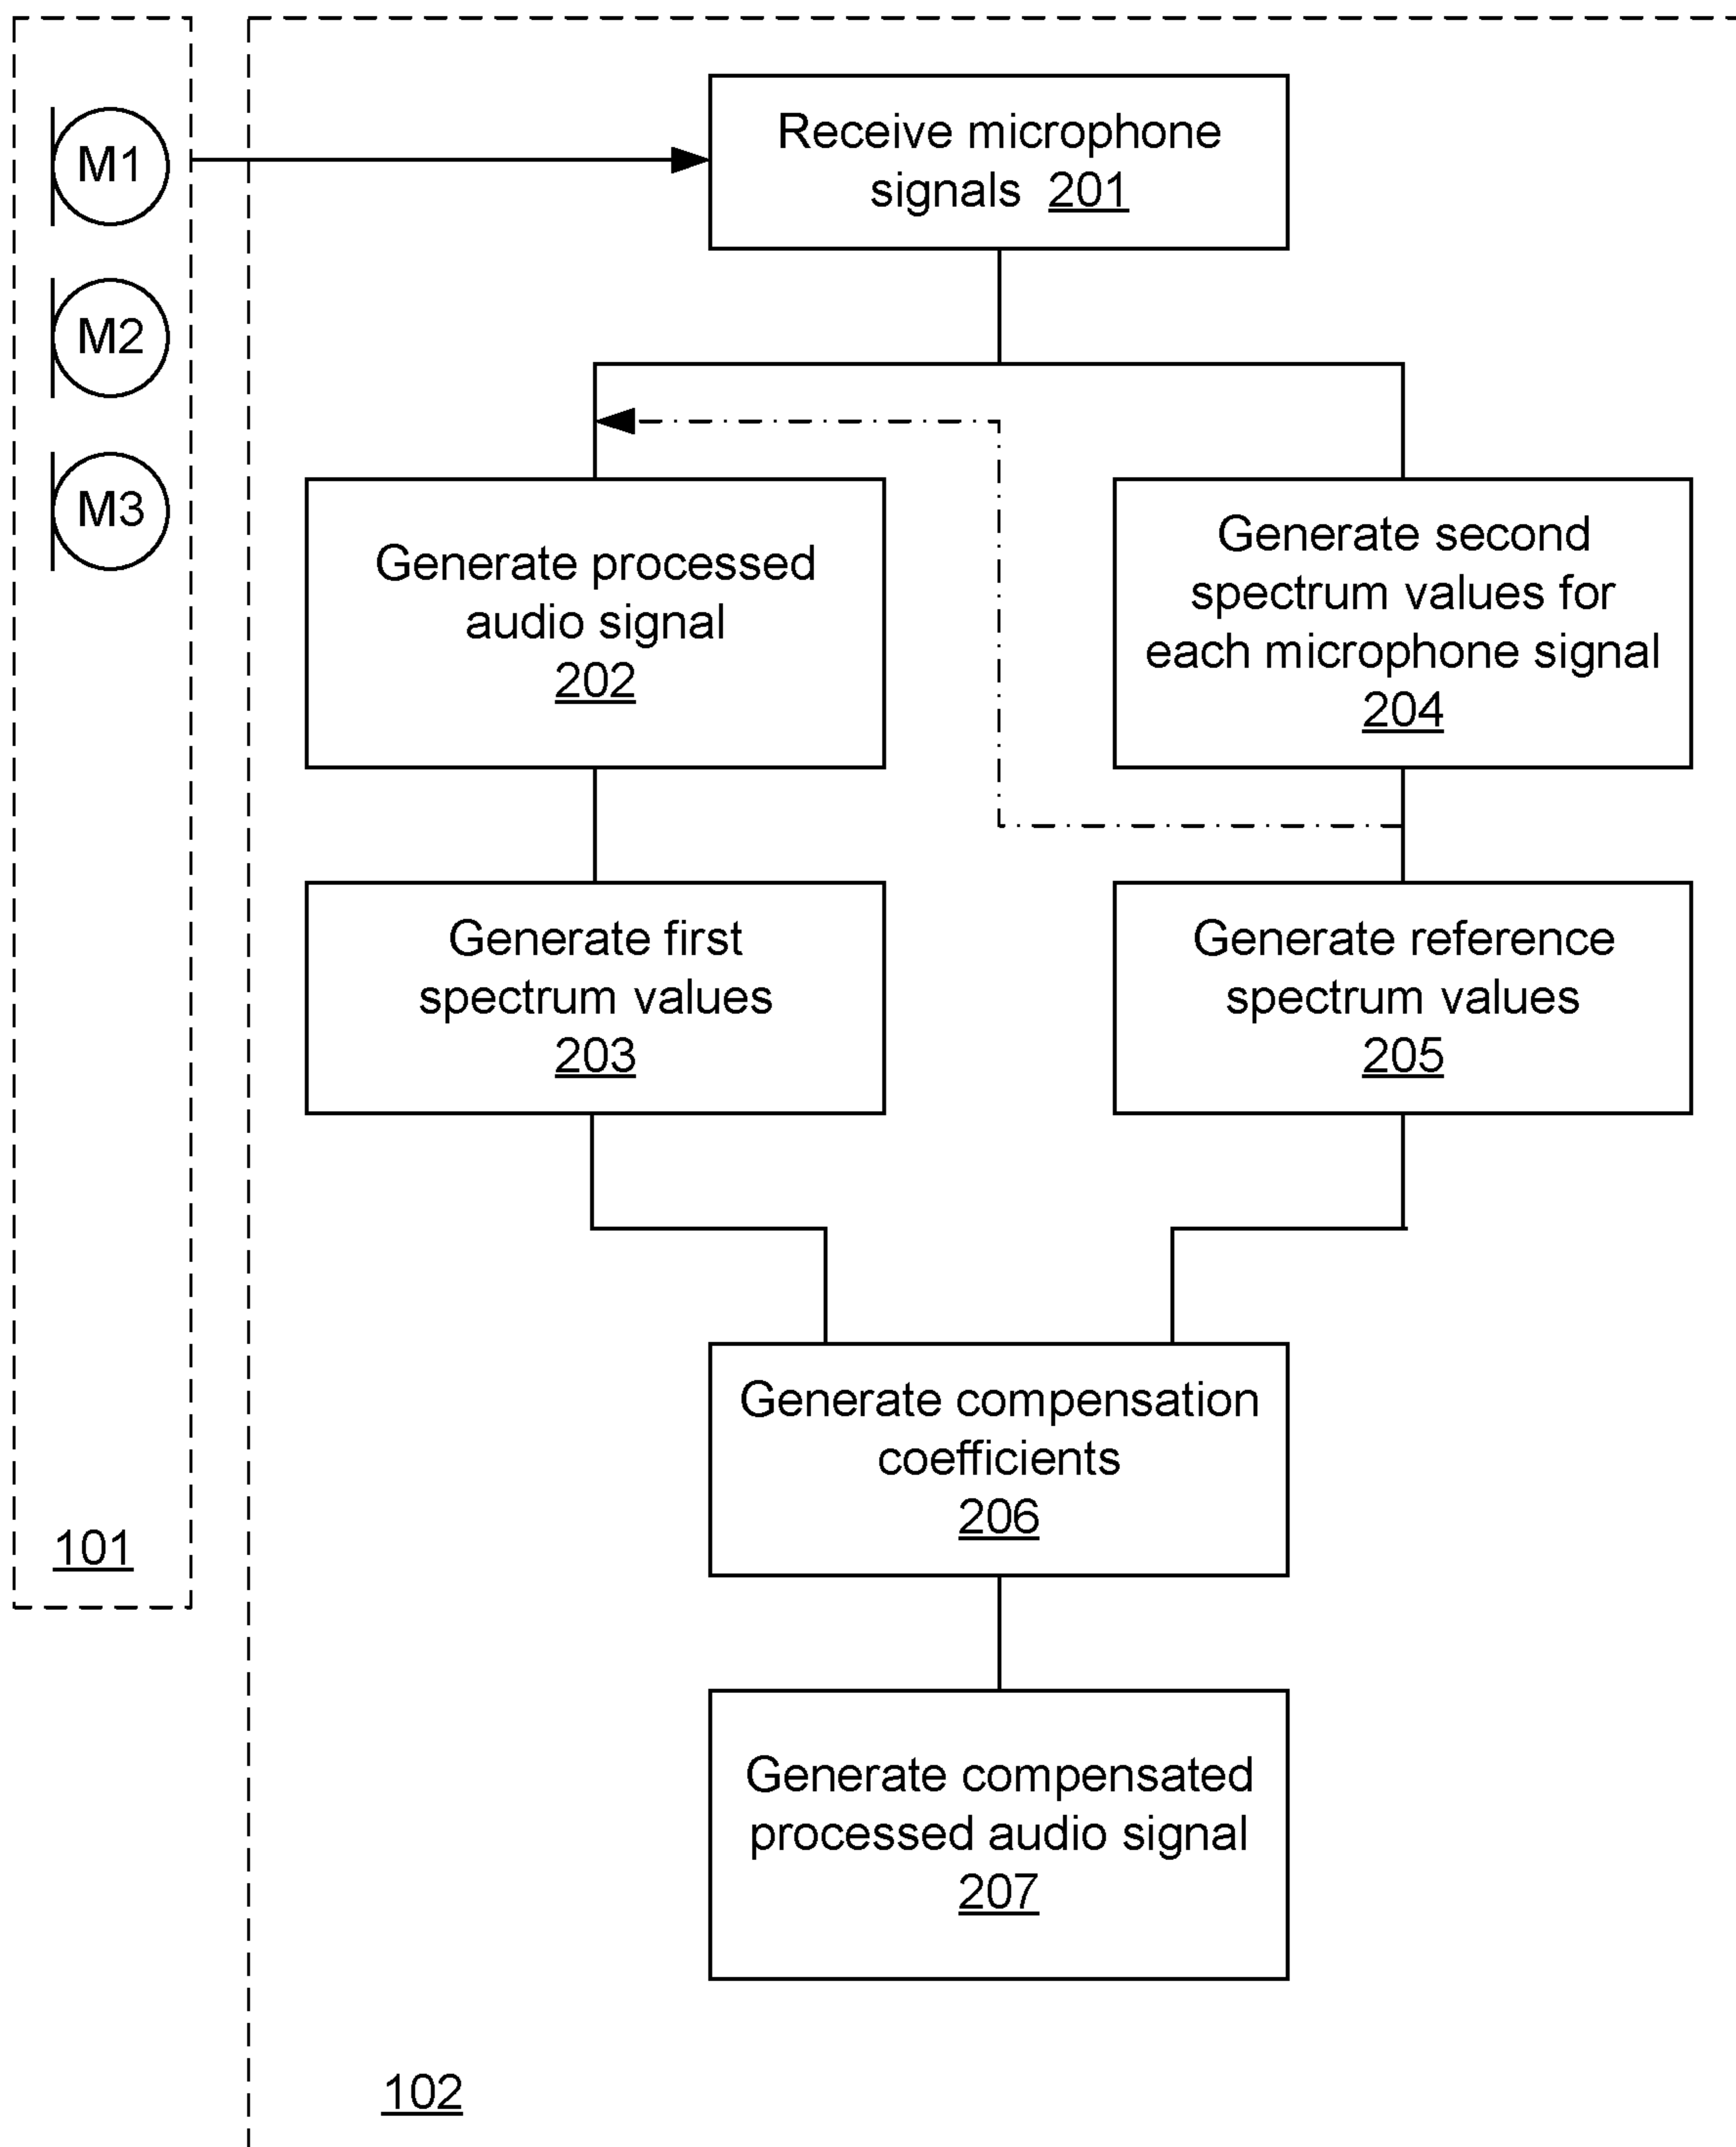 M1
M2
M3
101
Receive microphone
signals 201
Generate processed
audio signal
202
Generate second
spectrum values for
each microphone signal
204
Generate first
spectrum values
203
Generate reference
spectrum values
205
Generate compensation
coefficients
206
Generate compensated
processed audio signal
207
102